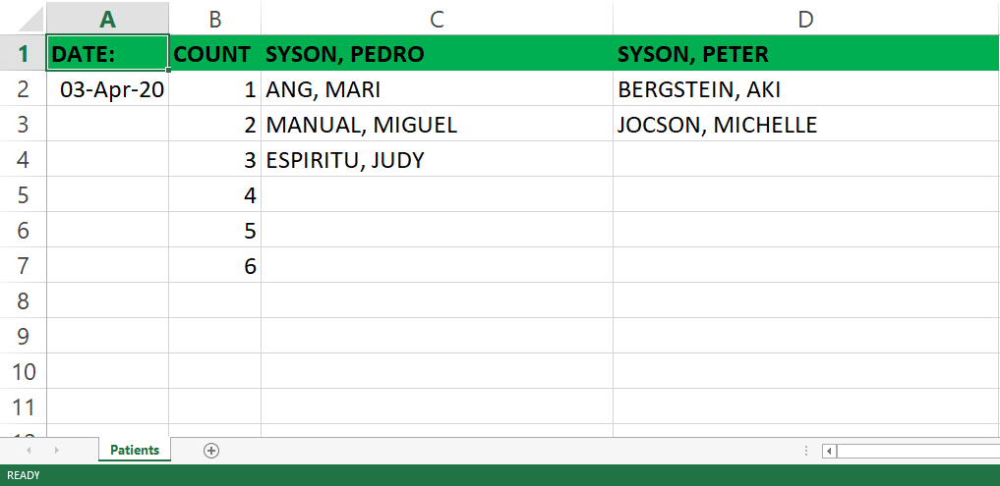 A B C D
1 DATE: COUNT SYSON, PEDRO SYSON, PETER
2 03-Apr-20 1 ANG, MARI BERGSTEIN, AKI
3 2 MANUAL, MIGUEL JOCSON, MICHELLE
4 3 ESPIRITU, JUDY
5 4
6 5
7 6
8
9
10
11
Patients
READY